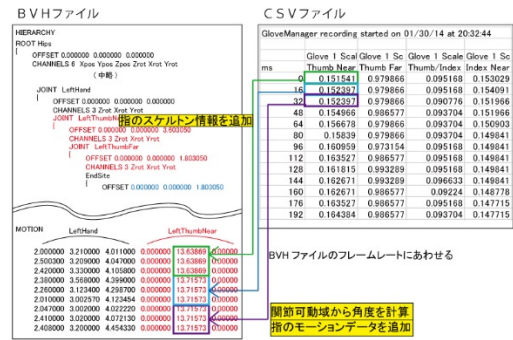 BVHファイル
HIERARCHY
ROOT Hips
{
OFFSET 0.000000 0.000000 0.000000
CHANNELS 6 Xpos Ypos Zpos Zrot Xrot Yrot
(中略)
JOINT LeftHand
{
OFFSET 0.000000 0.000000 0.000000
CHANNELS 3 Zrot Xrot Yrot
JOINT LeftThumbNear
指のスケルトン情報を追加
{
OFFSET 0.000000 0.000000 3.603050
CHANNELS 3 Zrot Xrot Yrot
JOINT LeftThumbFar
{
OFFSET 0.000000 0.000000 1.803050
CHANNELS 3 Zrot Xrot Yrot
EndSite
{
OFFSET 0.000000 0.000000 1.803050
MOTION LeftHand LeftThumbNear
2.000000 3.210000 4.011000 0.000000 13.63869 0.00000
2.500300 3.209000 4.047000 0.000000 13.63869 0.00000
2.420000 3.330000 4.105800 0.000000 13.63869 0.00000
2.380000 3.568000 4.399000 0.000000 13.71573 0.00000
2.260000 3.123400 4.298700 0.000000 13.71573 0.00000
2.010000 3.002570 4.123454 0.000000 13.71573 0.00000
2.047000 3.002000 4.022220 0.000000 13.71573 0.00000
2.410000 3.020000 4.072130 0.000000 13.71573 0.00000
2.408000 3.200000 4.454330 0.000000 13.71573 0.00000
CSVファイル
GloveManager recording started on 01/30/14 at 20:32:44
Glove 1 Scal Glove 1 Sc Glove 1 Scale Glove 1 Sc
ms Thumb Near Thumb Far Thumb/Index Index Near
0 0.151541 0.979866 0.095168 0.153029
16 0.152397 0.979866 0.095168 0.154091
32 0.152397 0.979866 0.090776 0.151966
48 0.154966 0.986577 0.093704 0.151966
64 0.156678 0.979866 0.093704 0.150903
80 0.15839 0.979866 0.093704 0.149841
96 0.160959 0.973154 0.095168 0.149841
112 0.163527 0.986577 0.095168 0.149841
128 0.161815 0.993289 0.095168 0.149841
144 0.162671 0.993289 0.096633 0.149841
160 0.162671 0.986577 0.09224 0.148778
176 0.163527 0.986577 0.095168 0.147715
192 0.164384 0.986577 0.093704 0.147715
BVHファイルのフレームレートにあわせる
関節可動域から角度を計算
指のモーションデータを追加